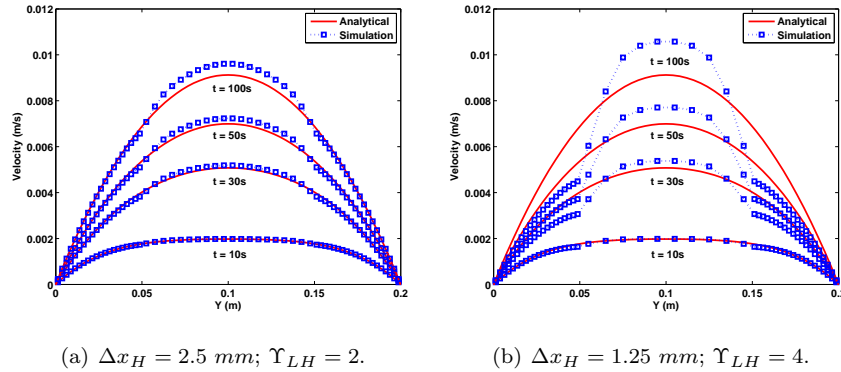 0.012
0.01
0.008
0.006
0.004
0.002
0
Velocity (m/s)
0
0.05
0.1
0.15
0.2
Y (m)
Analytical
Simulation
t = 100s
t = 50s
t = 30s
t = 10s
(a) Δx_H = 2.5 mm; ϒ_LH = 2.
0.012
0.01
0.008
0.006
0.004
0.002
0
Velocity (m/s)
0
0.05
0.1
0.15
0.2
Y (m)
Analytical
Simulation
t = 100s
t = 50s
t = 30s
t = 10s
(b) Δx_H = 1.25 mm; ϒ_LH = 4.